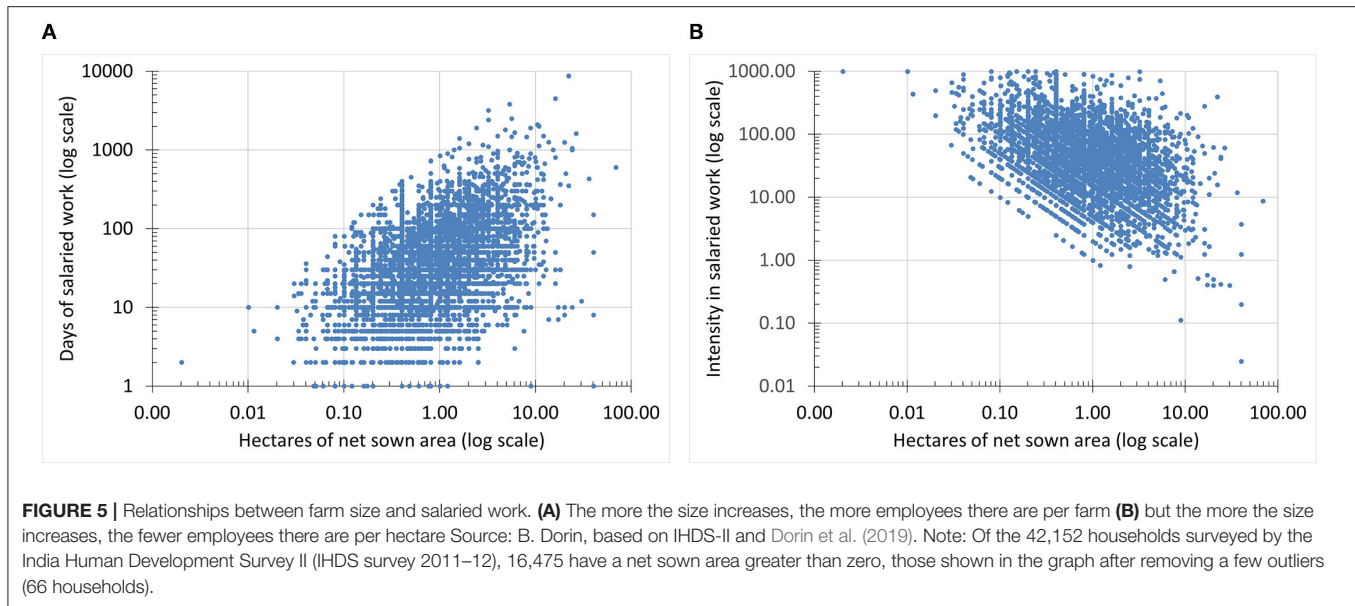 A
B
10000
1000
100
10
1
0.00
0.01
0.10
1.00
10.00
100.00
Days of salaried work (log scale)
Hectares of net sown area (log scale)
1000.00
100.00
10.00
1.00
0.10
0.01
0.00
0.01
0.10
1.00
10.00
100.00
Intensity in salaried work (log scale)
Hectares of net sown area (log scale)
FIGURE 5 | Relationships between farm size and salaried work. (A) The more the size increases, the more employees there are per farm (B) but the more the size
increases, the fewer employees there are per hectare Source: B. Dorin, based on IHDS-II and Dorin et al. (2019). Note: Of the 42,152 households surveyed by the
India Human Development Survey II (IHDS survey 2011–12), 16,475 have a net sown area greater than zero, those shown in the graph after removing a few outliers
(66 households).